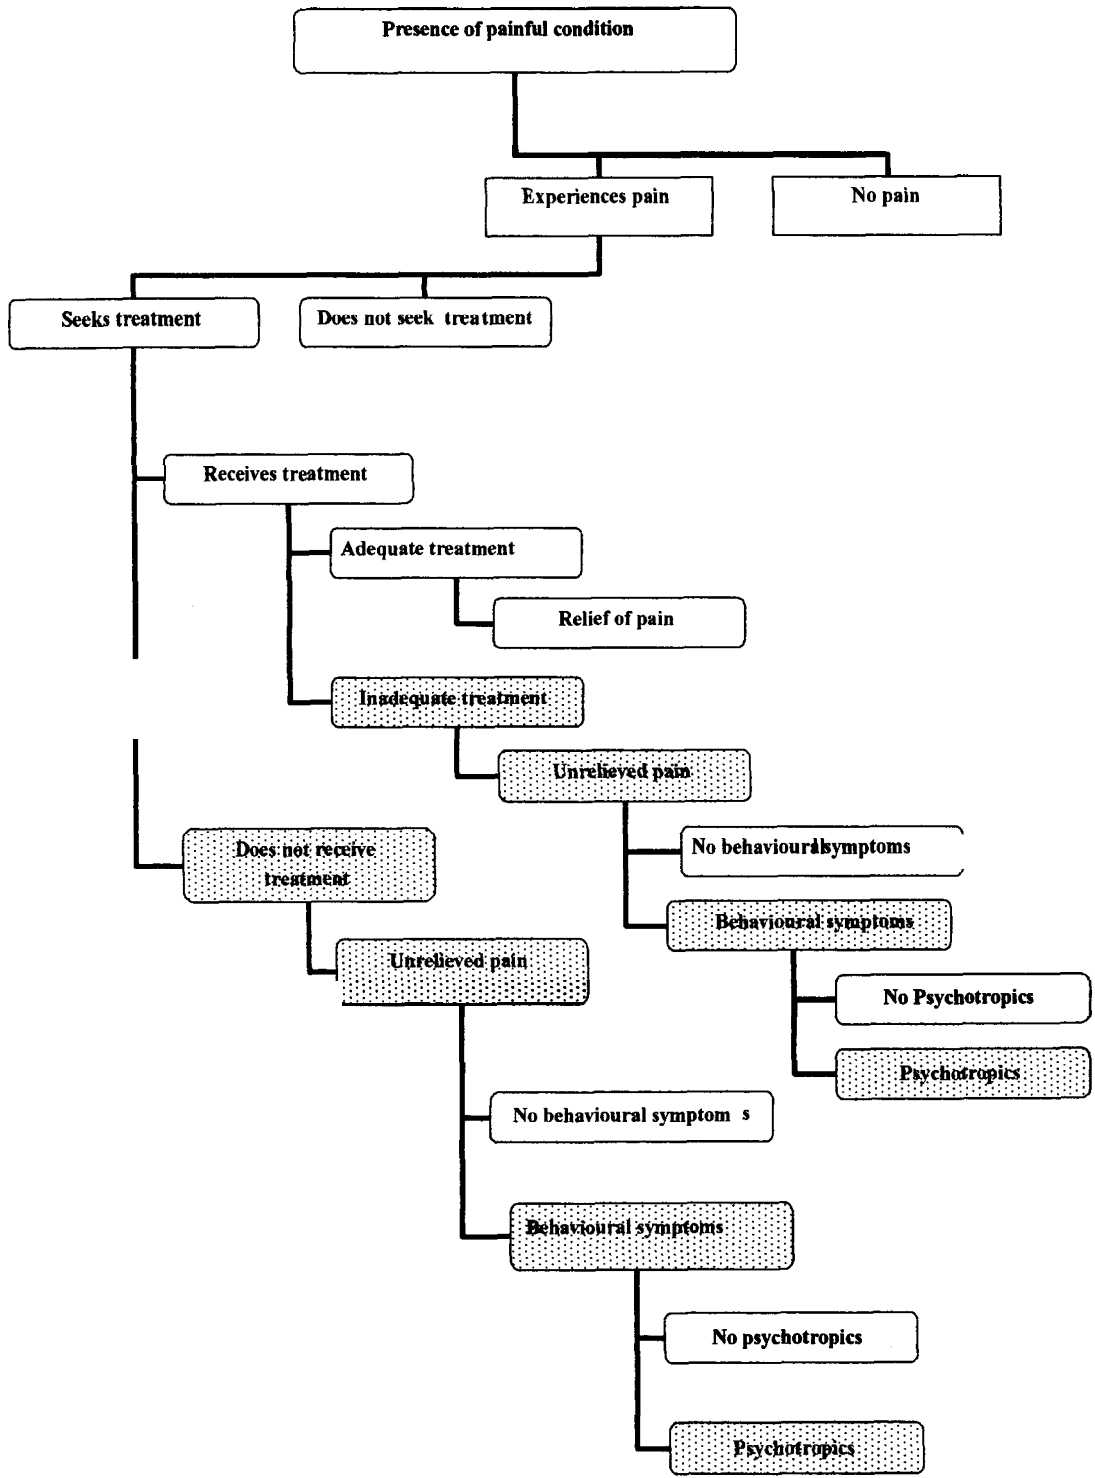 Presence of painful condition
Experiences pain
No pain
Seeks treatment
Does not seek treatment
Receives treatment
Adequate treatment
Relief of pain
Inadequate treatment
Unrelieved pain
No behavioural symptoms
Does not receive
treatment
Behavioural symptoms
Unrelieved pain
No Psychotropics
Psychotropics
No behavioural symptom s
Behavioural symptoms
No psychotropics
Psychotropics